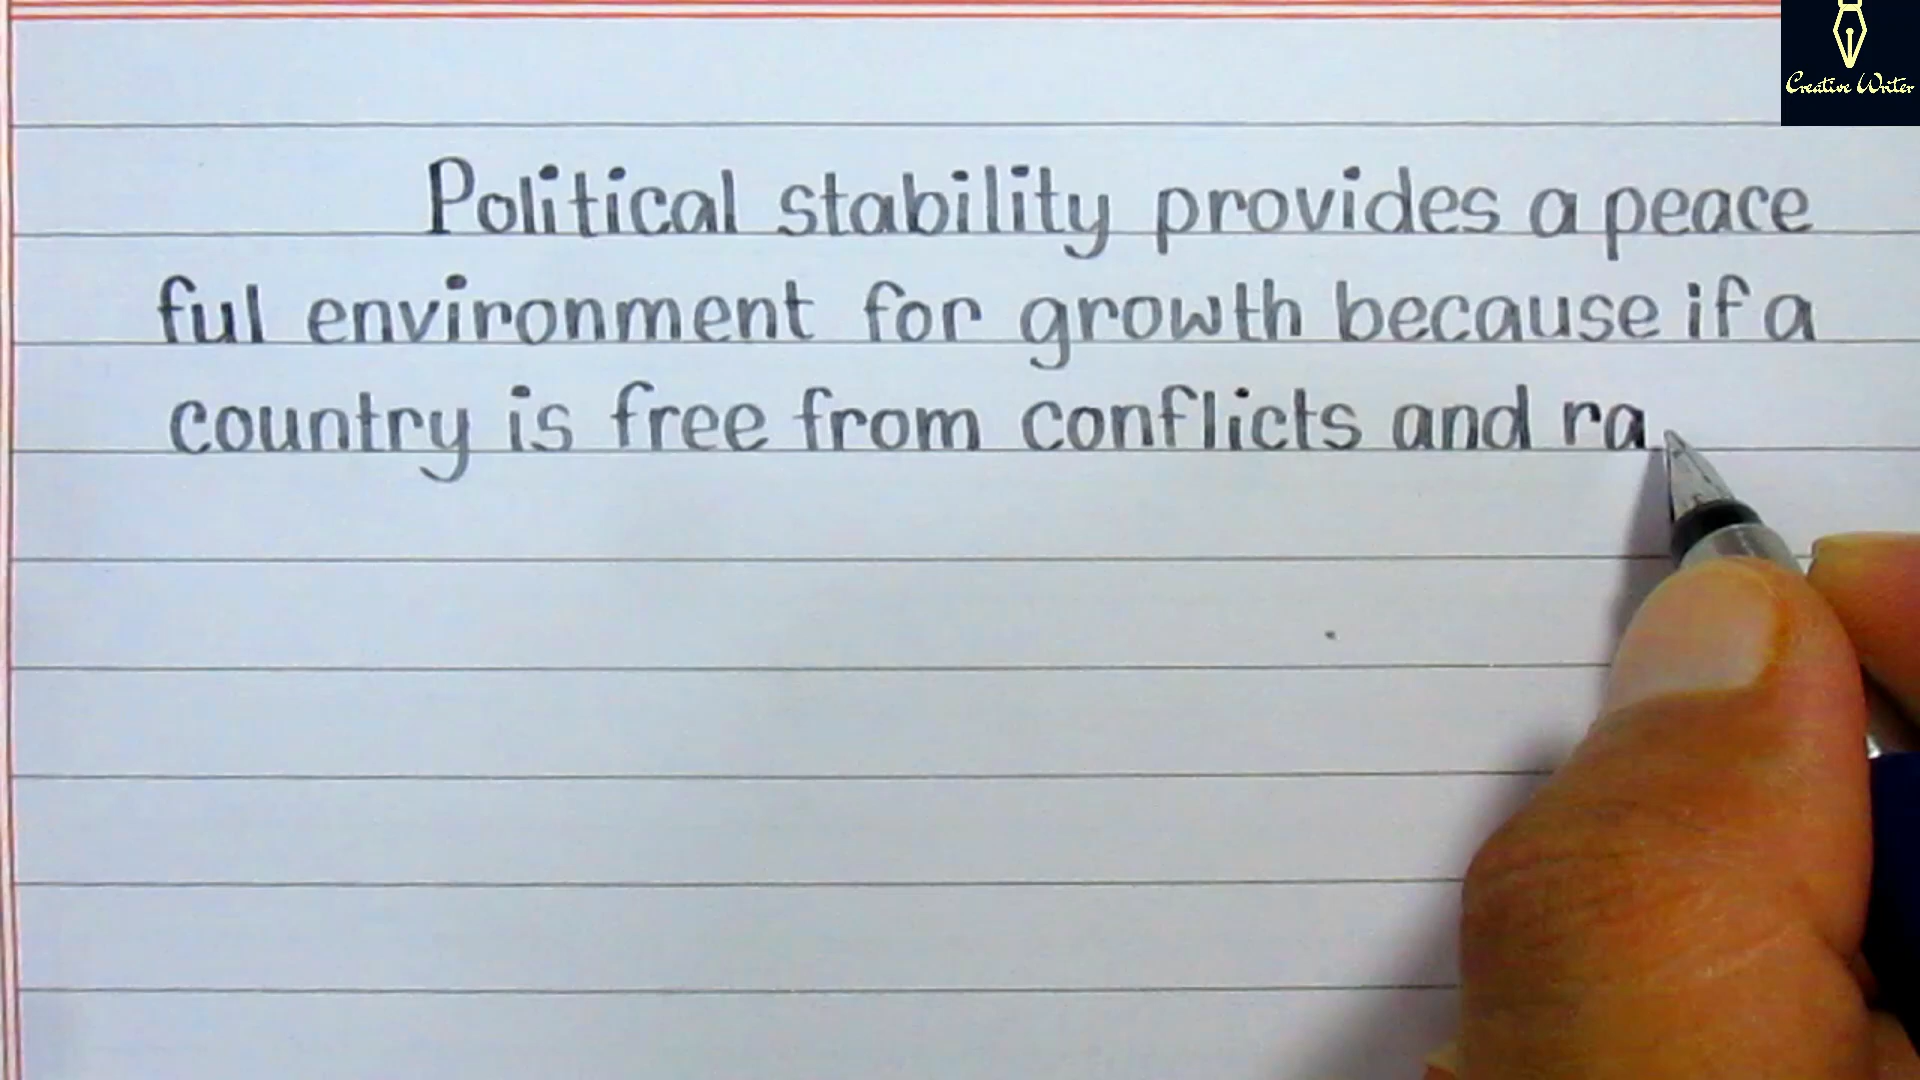 Creative Writer
Political stability provides a peace
ful environment for growth because if a
country is free from conflicts and ra